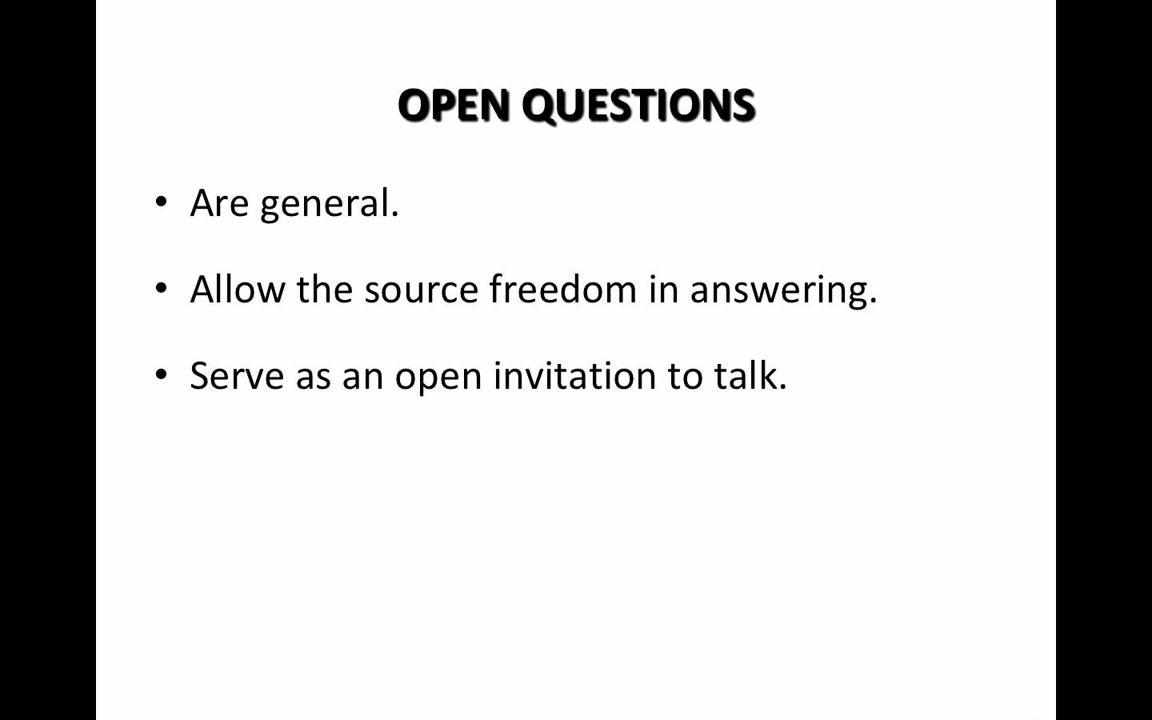 OPEN QUESTIONS
• Are general.
• Allow the source freedom in answering.
• Serve as an open invitation to talk.